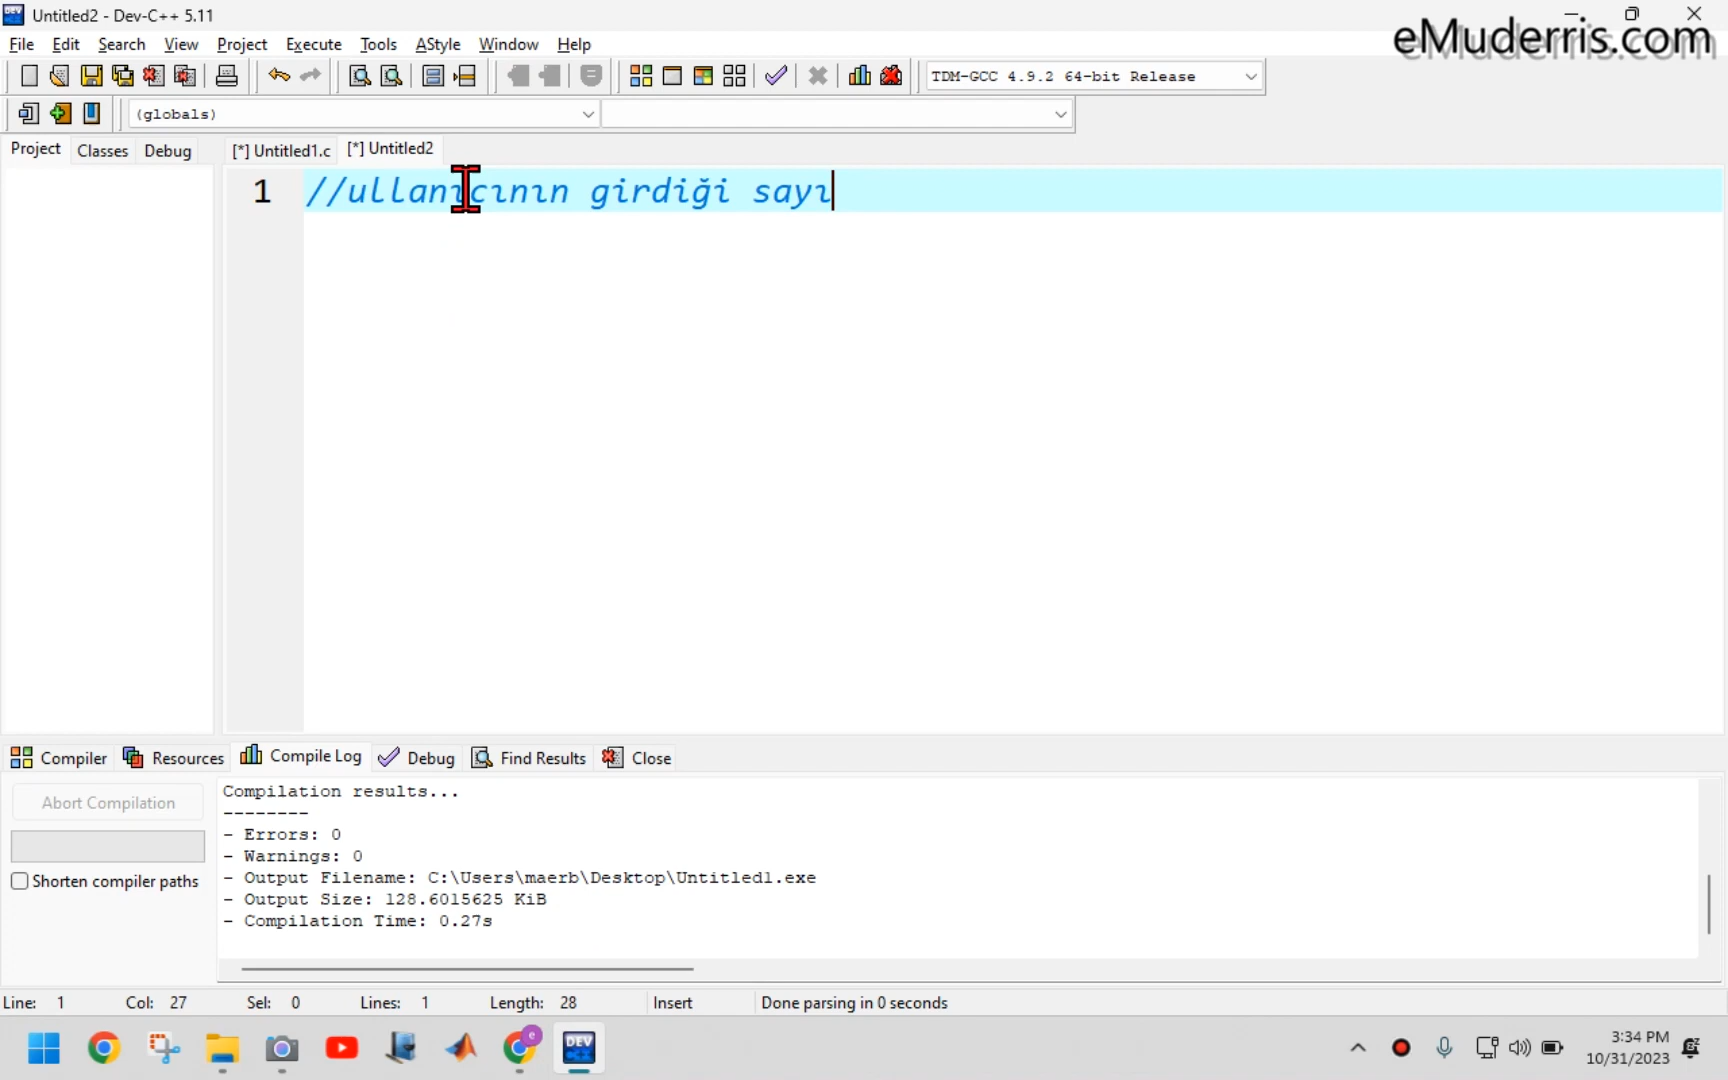 Untitled2 - Dev-C++ 5.11
eMuderris.com
File Edit Search View Project Execute Tools AStyle Window Help
TDM-GCC 4.9.2 64-bit Release
(globals)
Project Classes Debug [*] Untitled1.c [*] Untitled2
1 //ullanıcının girdiği sayı
Compiler Resources Compile Log Debug Find Results Close
Abort Compilation
Shorten compiler paths
Compilation results...
--------
- Errors: 0
- Warnings: 0
- Output Filename: C:\Users\maerb\Desktop\Untitled1.exe
- Output Size: 128.6015625 KiB
- Compilation Time: 0.27s
Line: 1 Col: 27 Sel: 0 Lines: 1 Length: 28 Insert Done parsing in 0 seconds
DEV C++
3:34 PM
10/31/2023